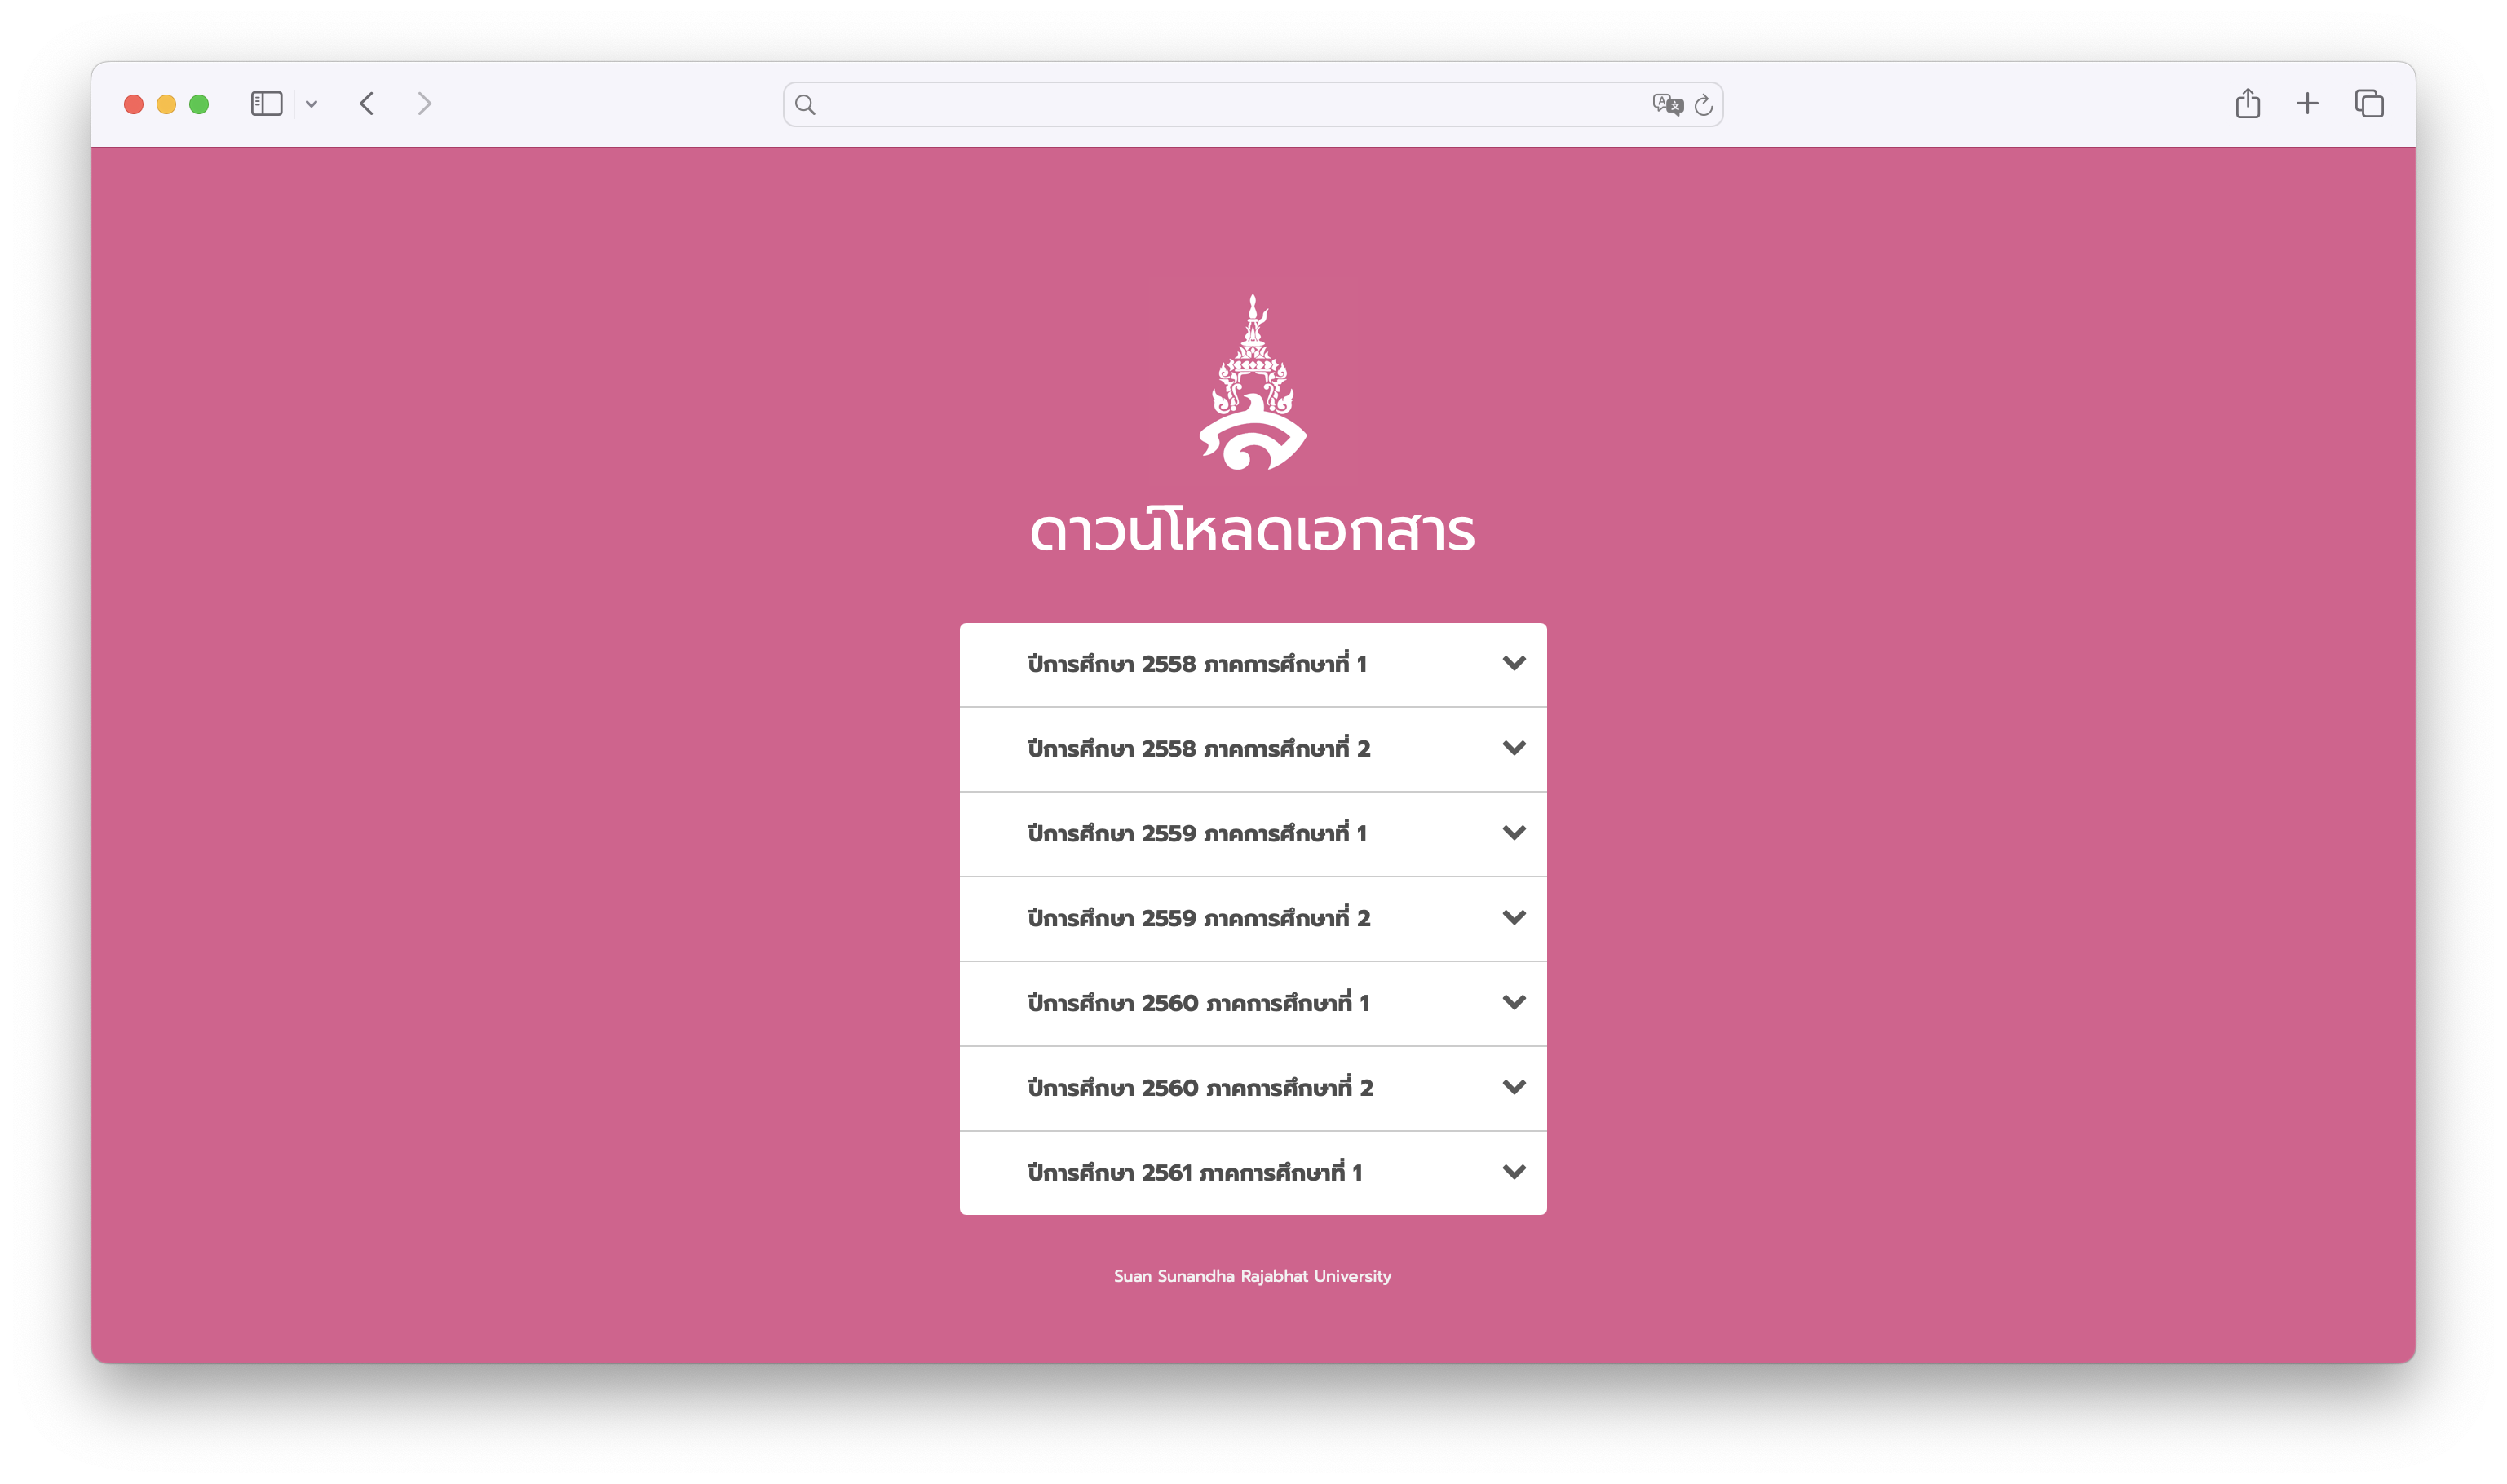 ดาวน์โหลดเอกสาร
ปีการศึกษา 2558 ภาคการศึกษาที่ 1
ปีการศึกษา 2558 ภาคการศึกษาที่ 2
ปีการศึกษา 2559 ภาคการศึกษาที่ 1
ปีการศึกษา 2559 ภาคการศึกษาที่ 2
ปีการศึกษา 2560 ภาคการศึกษาที่ 1
ปีการศึกษา 2560 ภาคการศึกษาที่ 2
ปีการศึกษา 2561 ภาคการศึกษาที่ 1
Suan Sunandha Rajabhat University